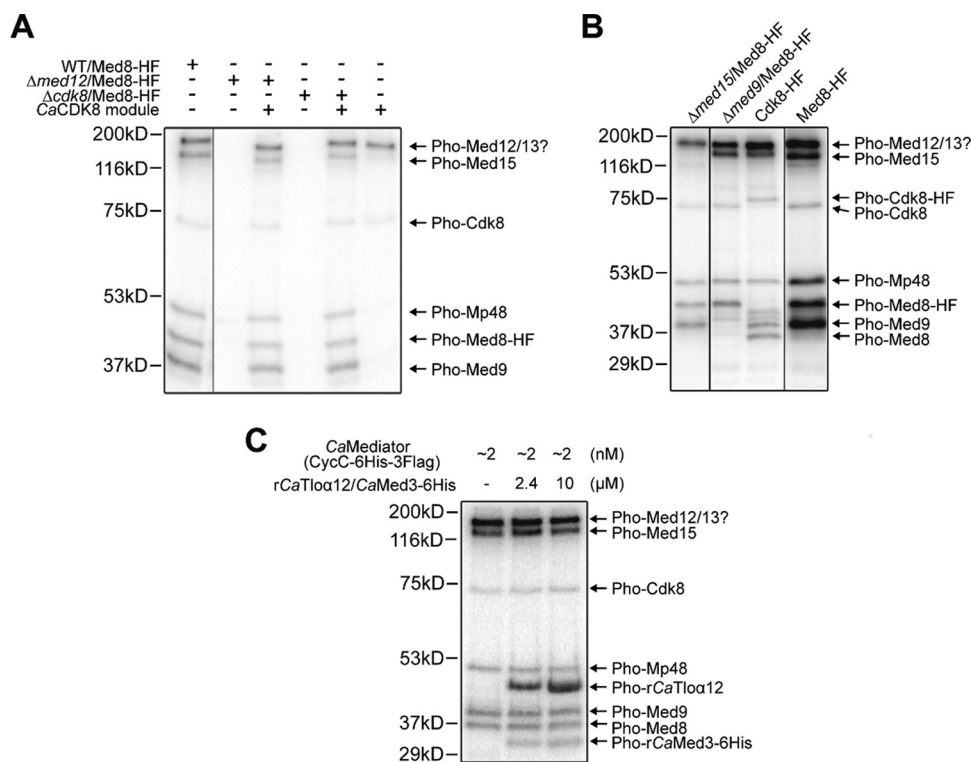 A
WT/Med8-HF + - - - - -
Δmed12/Med8-HF - + + - - -
Δcdk8/Med8-HF - - - + + -
CaCDK8 module - - + - + +
200kD
116kD
75kD
53kD
37kD
Pho-Med12/13?
Pho-Med15
Pho-Cdk8
Pho-Mp48
Pho-Med8-HF
Pho-Med9
B
Δmed15/Med8-HF
Δmed9/Med8-HF
Cdk8-HF
Med8-HF
200kD
116kD
75kD
53kD
37kD
29kD
Pho-Med12/13?
Pho-Med15
Pho-Cdk8-HF
Pho-Cdk8
Pho-Mp48
Pho-Med8-HF
Pho-Med9
Pho-Med8
C
CaMediator
(CycC-6His-3Flag) ~2 ~2 ~2 (nM)
rCaTloα12/CaMed3-6His - 2.4 10 (μM)
200kD
116kD
75kD
53kD
37kD
29kD
Pho-Med12/13?
Pho-Med15
Pho-Cdk8
Pho-Mp48
Pho-rCaTloα12
Pho-Med9
Pho-Med8
Pho-rCaMed3-6His